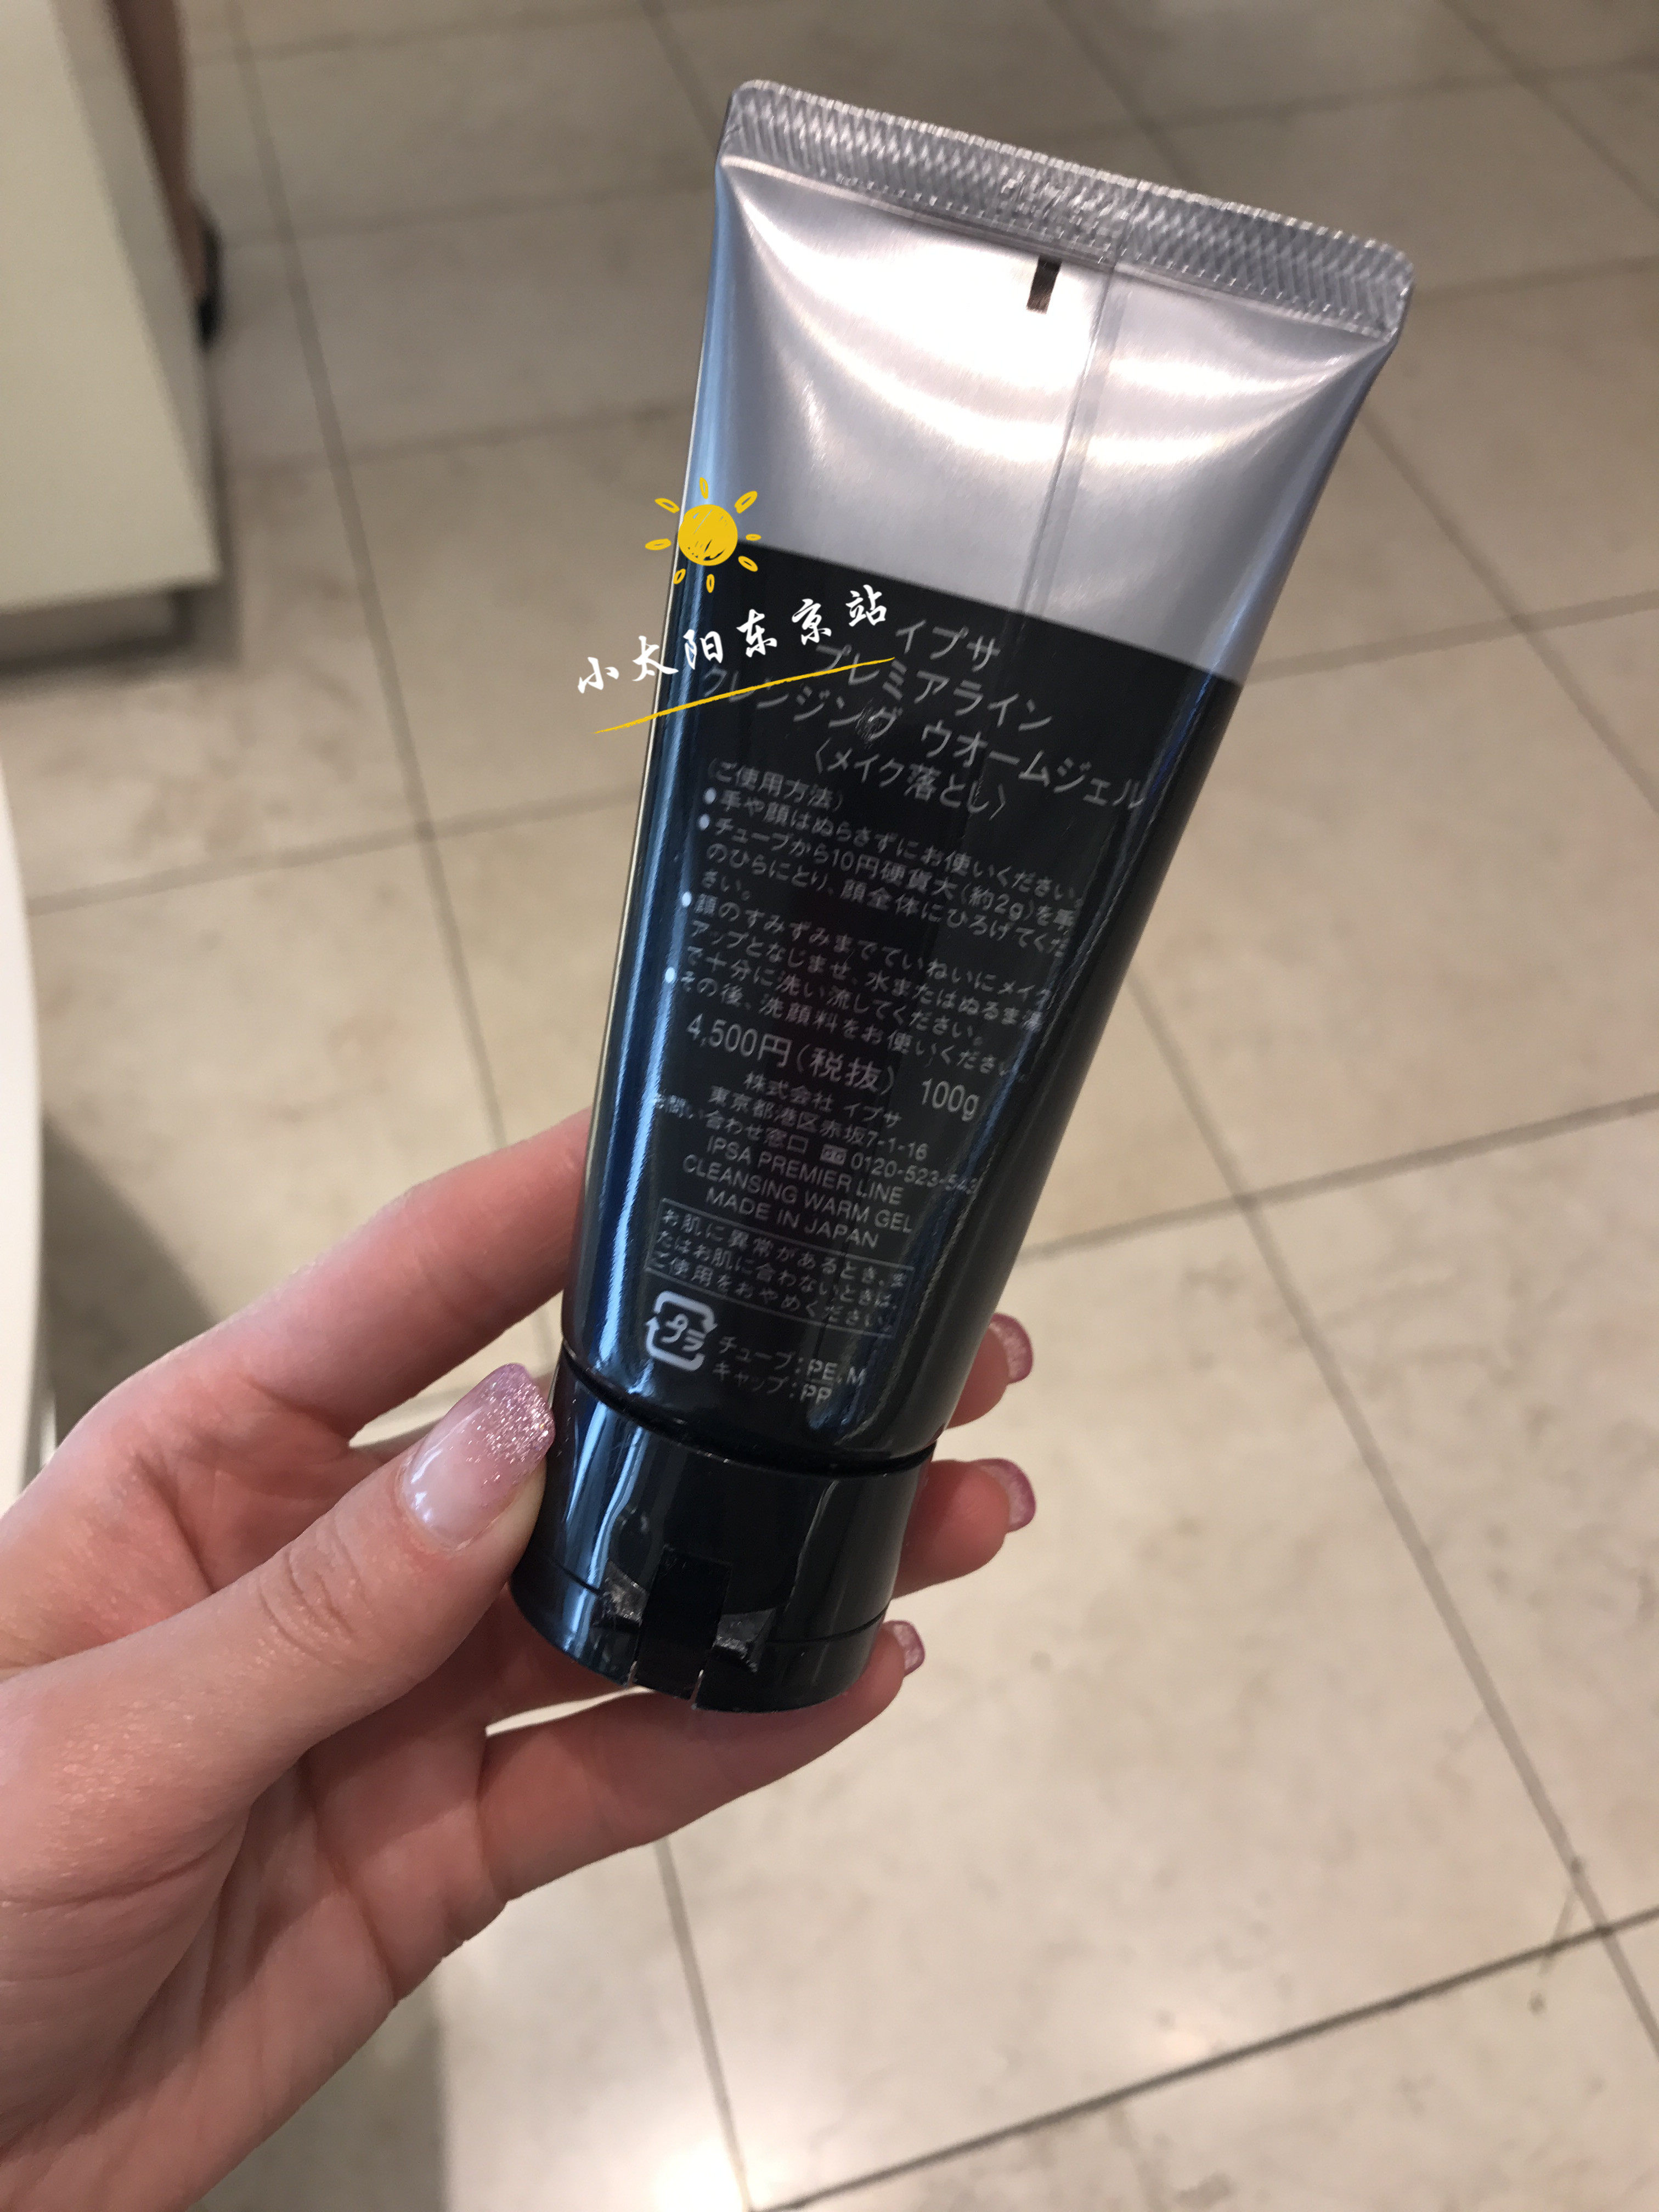 小太阳东京站
イプサ
プレミアライン
クレンジング ウオームジェル
〈メイク落とし〉
(ご使用方法)
●手や顔はぬらさずにお使いください。
●チューブから10円硬貨大(約2g)を手
のひらにとり、顔全体にひろげてくだ
さい。
●顔のすみずみまでていねいにメイク
アップとなじませ、水またはぬるま湯
で十分に洗い流してください。
●その後、洗顔料をお使いください。
4,500円(税抜) 100g
株式会社 イプサ
東京都港区赤坂7-1-16
お問い合わせ窓口 0120-523-543
IPSA PREMIER LINE
CLEANSING WARM GEL
MADE IN JAPAN
お肌に異常があるとき、ま
たはお肌に合わないときは、
ご使用をおやめください。
プラ
チューブ:PE,M
キャップ:PP